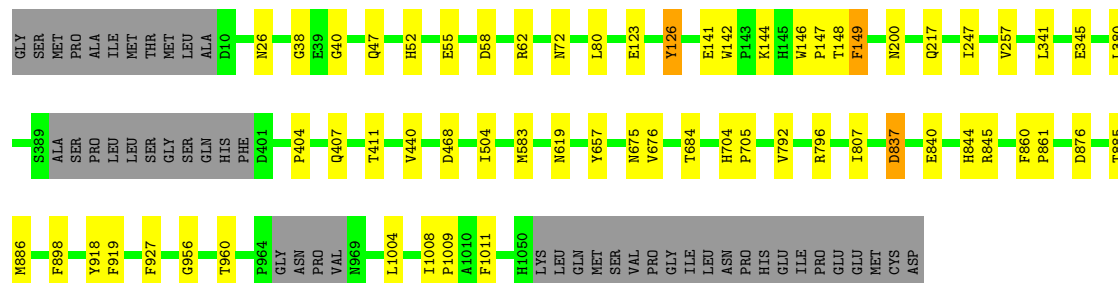 GLY SER MET PRO ALA ILE MET THR MET LEU ALA D10 N26 G38 E39 G40 Q47 H52 E55 D58 R62 N72 L80 E123 Y126 E141 W142 P143 K144 H145 W146 P147 T148 F149 N200 Q217 I247 V257 L341 E345
S389 ALA SER PRO LEU LEU SER GLY SER GLN HIS PHE D401 P404 Q407 T411 V440 D468 I504 M583 N619 Y657 N675 V676 T684 H704 P705 V792 R796 I807 D837 E840 H844 R845 F860 P861 D876
M886 F898 Y918 F919 F927 G956 T960 P964 GLY ASN PRO VAL N969 L1004 I1008 P1009 A1010 F1011 H1050 LYS LEU GLN MET SER VAL PRO GLY ILE LEU ASN PRO HIS GLU ILE PRO GLU GLU MET CYS ASP